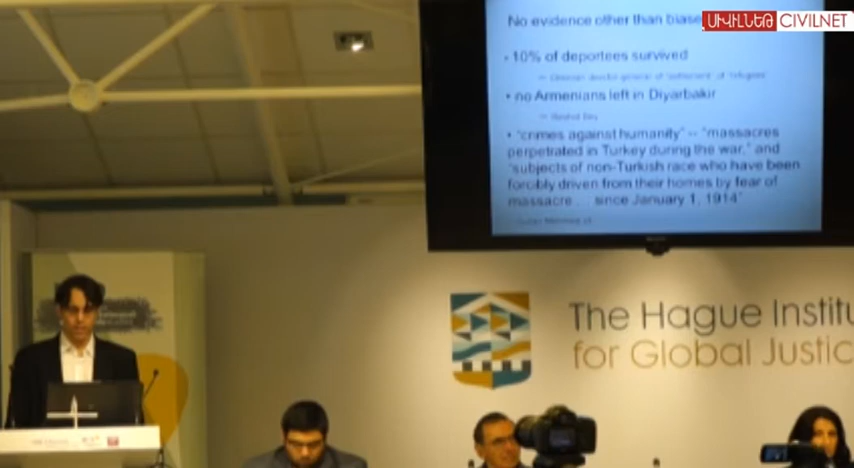 ՍԻՎԻԼՆԵԹ CIVILNET
No evidence other than biase
- 10% of deportees survived
• no Armenians left in Diyarbakir
• "crimes against humanity" – "massacres
perpetrated in Turkey during the war," and
"subjects of non-Turkish race who have been
forcibly driven from their homes by fear of
massacre . . . since January 1, 1914"
The Hague Institu
for Global Justic